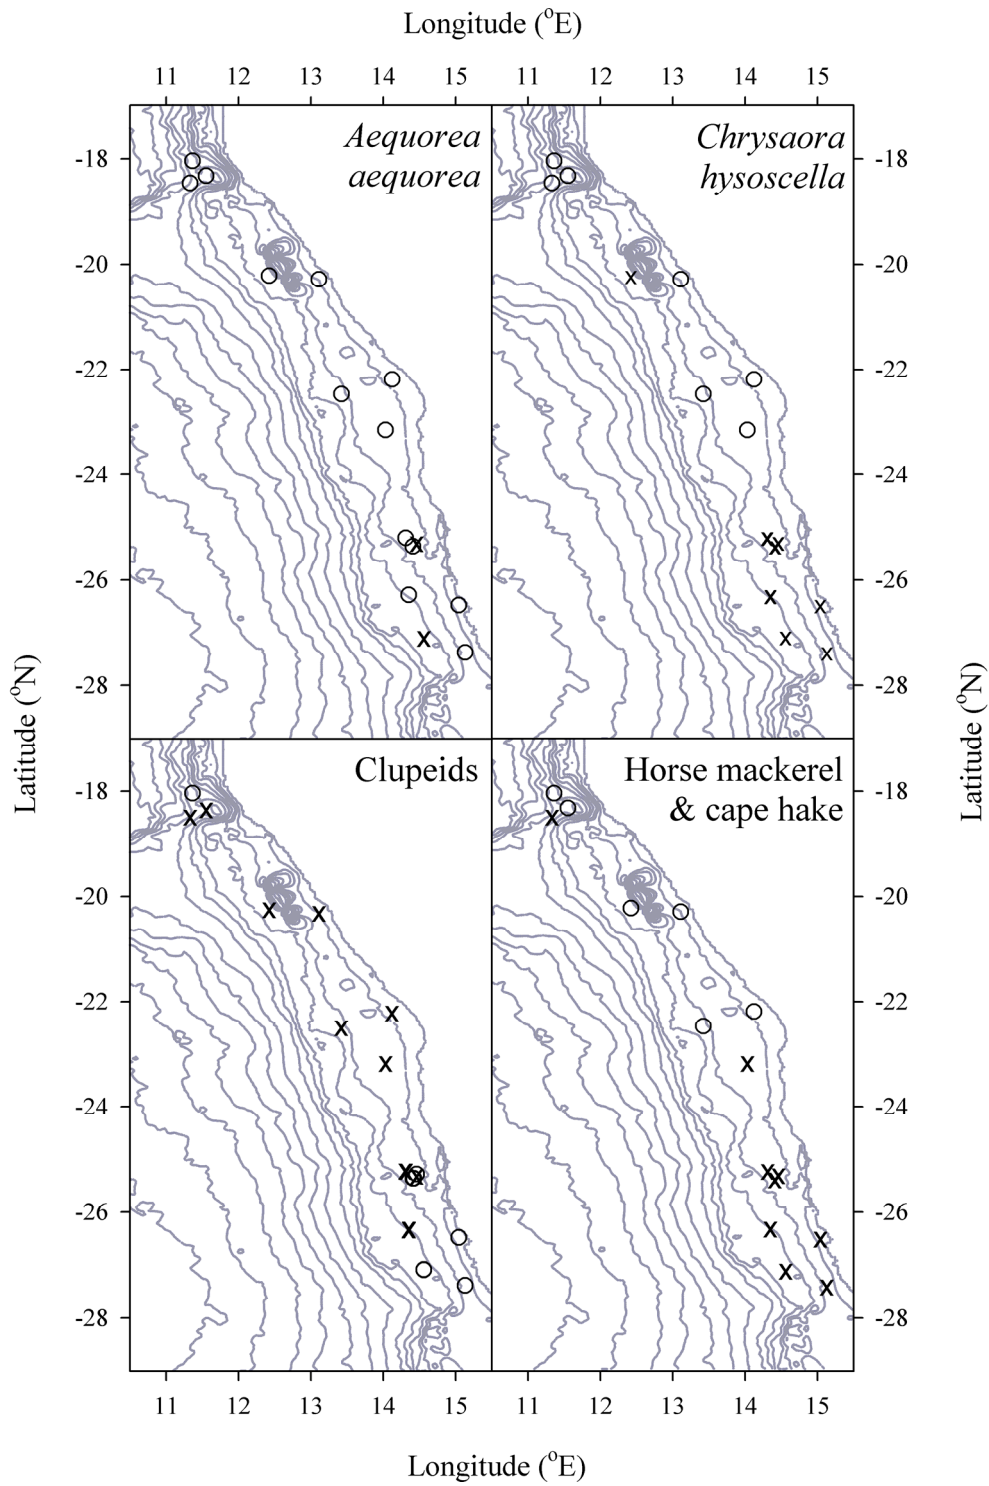 Longitude (°E)
11 12 13 14 15 11 12 13 14 15
Aequorea
aequorea
Chrysaora
hysoscella
-18 -18
-20 -20
-22 -22
-24 -24
-26 -26
-28 -28
Latitude (°N)
Latitude (°N)
Clupeids
Horse mackerel
& cape hake
-18 -18
-20 -20
-22 -22
-24 -24
-26 -26
-28 -28
11 12 13 14 15 11 12 13 14 15
Longitude (°E)